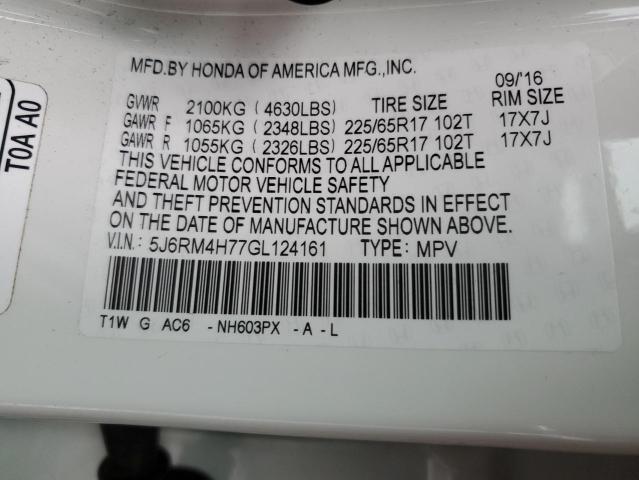 MFD.BY HONDA OF AMERICA MFG.,INC. 09/'16
GVWR 2100KG ( 4630LBS) TIRE SIZE RIM SIZE
GAWR F 1065KG ( 2348LBS) 225/65R17 102T 17X7J
GAWR R 1055KG ( 2326LBS) 225/65R17 102T 17X7J
THIS VEHICLE CONFORMS TO ALL APPLICABLE
FEDERAL MOTOR VEHICLE SAFETY
AND THEFT PREVENTION STANDARDS IN EFFECT
ON THE DATE OF MANUFACTURE SHOWN ABOVE.
V.I.N.: 5J6RM4H77GL124161 TYPE: MPV
T1W G AC6 -NH603PX -A-L
T0A A0